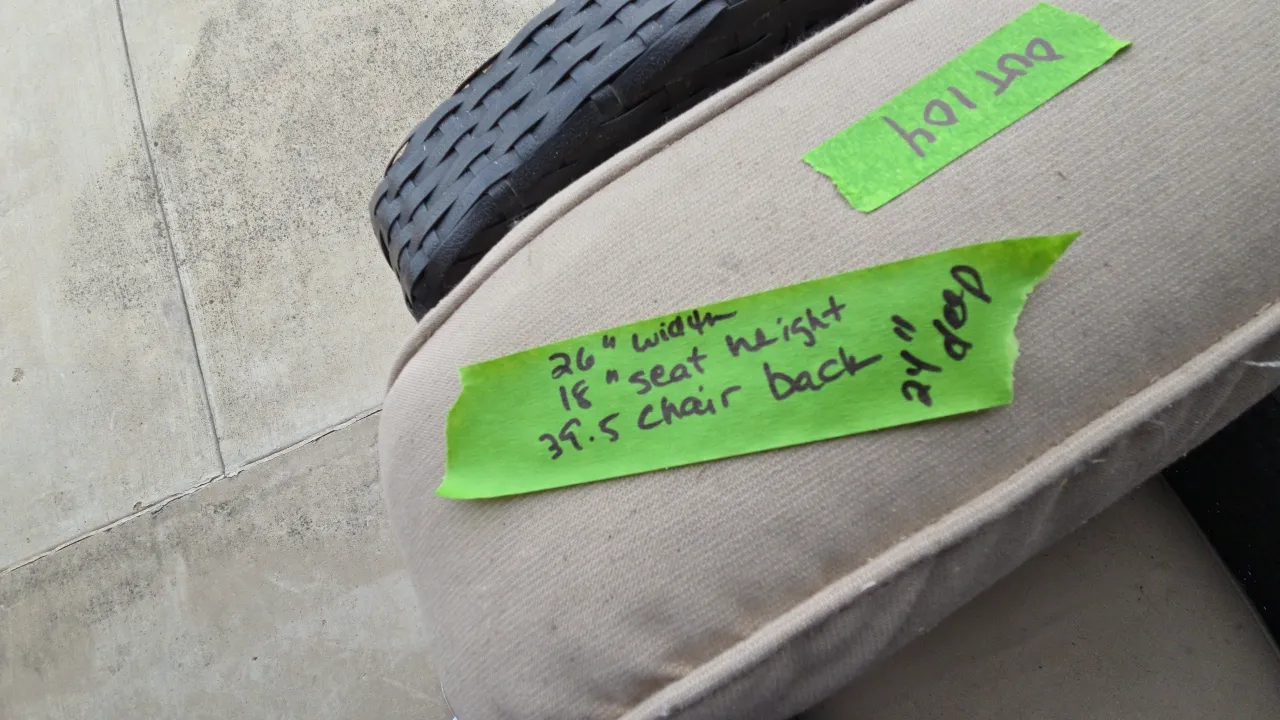 OUT 104
26" width
18" seat height
39.5 chair back
24" deep